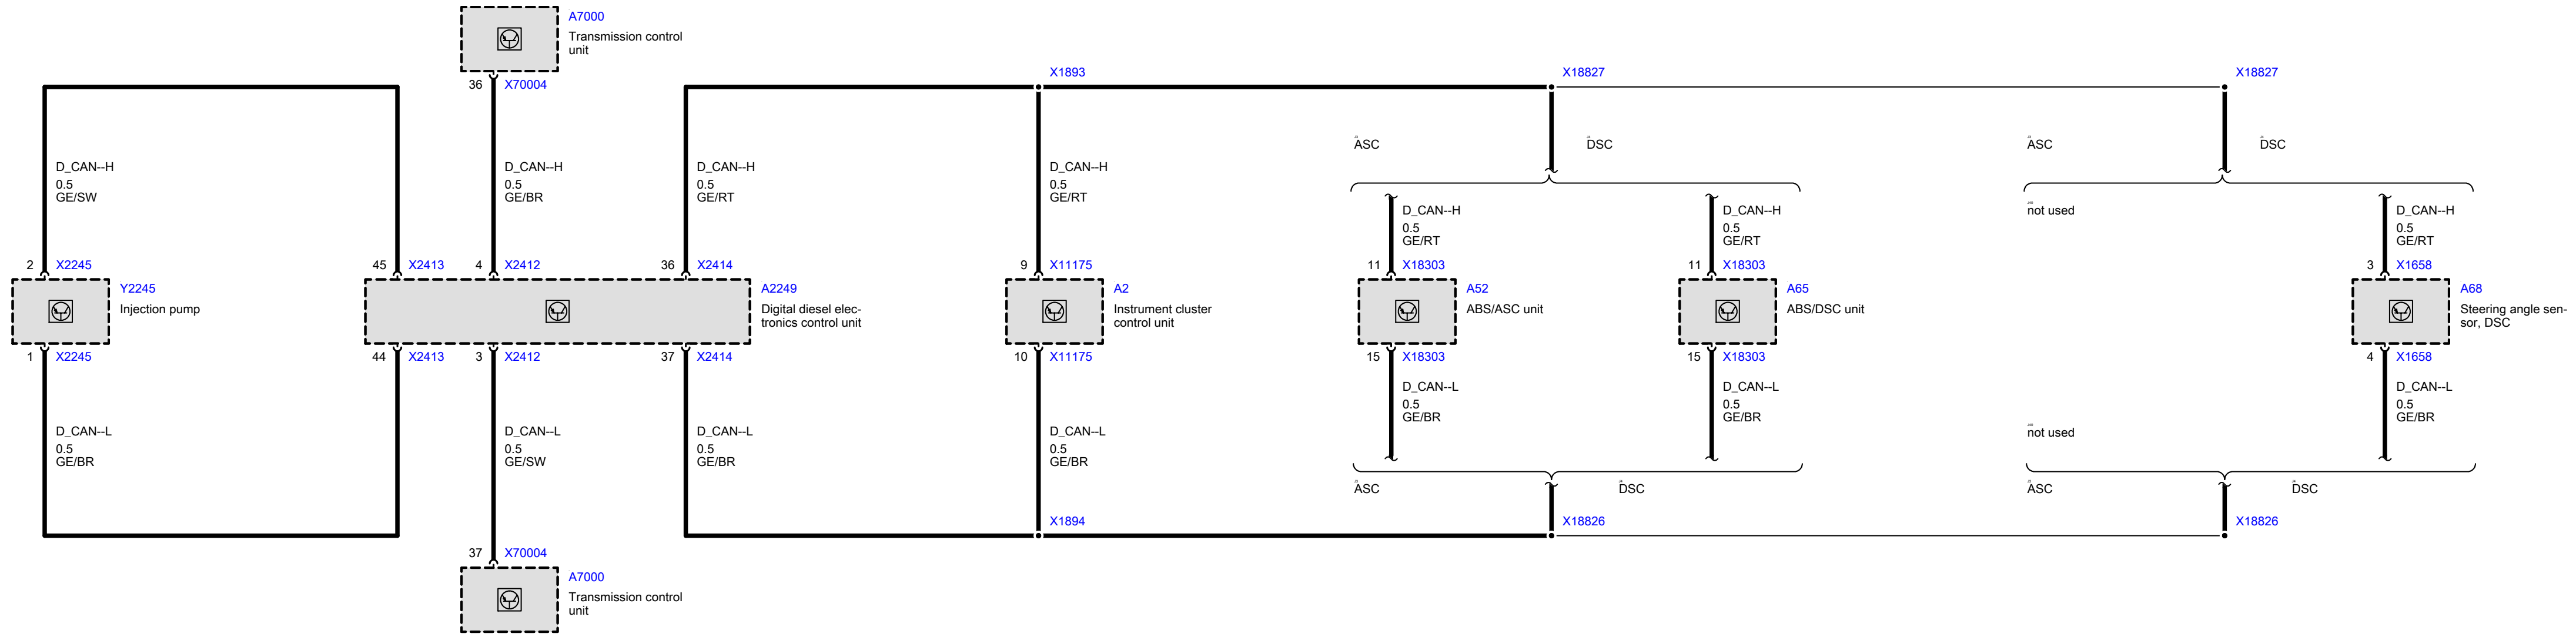 A7000
Transmission control
unit
36 X70004
X1893
X18827
X18827
ASC
DSC
ASC
DSC
D_CAN--H
0.5
GE/SW
D_CAN--H
0.5
GE/BR
D_CAN--H
0.5
GE/RT
D_CAN--H
0.5
GE/RT
D_CAN--H
0.5
GE/RT
D_CAN--H
0.5
GE/RT
not used
D_CAN--H
0.5
GE/RT
2 X2245
45 X2413
4 X2412
36 X2414
9 X11175
11 X18303
11 X18303
3 X1658
Y2245
Injection pump
A2249
Digital diesel elec-
tronics control unit
A2
Instrument cluster
control unit
A52
ABS/ASC unit
A65
ABS/DSC unit
A68
Steering angle sen-
sor, DSC
1 X2245
44 X2413
3 X2412
37 X2414
10 X11175
15 X18303
15 X18303
4 X1658
D_CAN--L
0.5
GE/BR
D_CAN--L
0.5
GE/SW
D_CAN--L
0.5
GE/BR
D_CAN--L
0.5
GE/BR
D_CAN--L
0.5
GE/BR
D_CAN--L
0.5
GE/BR
not used
D_CAN--L
0.5
GE/BR
ASC
DSC
ASC
DSC
X1894
X18826
X18826
37 X70004
A7000
Transmission control
unit